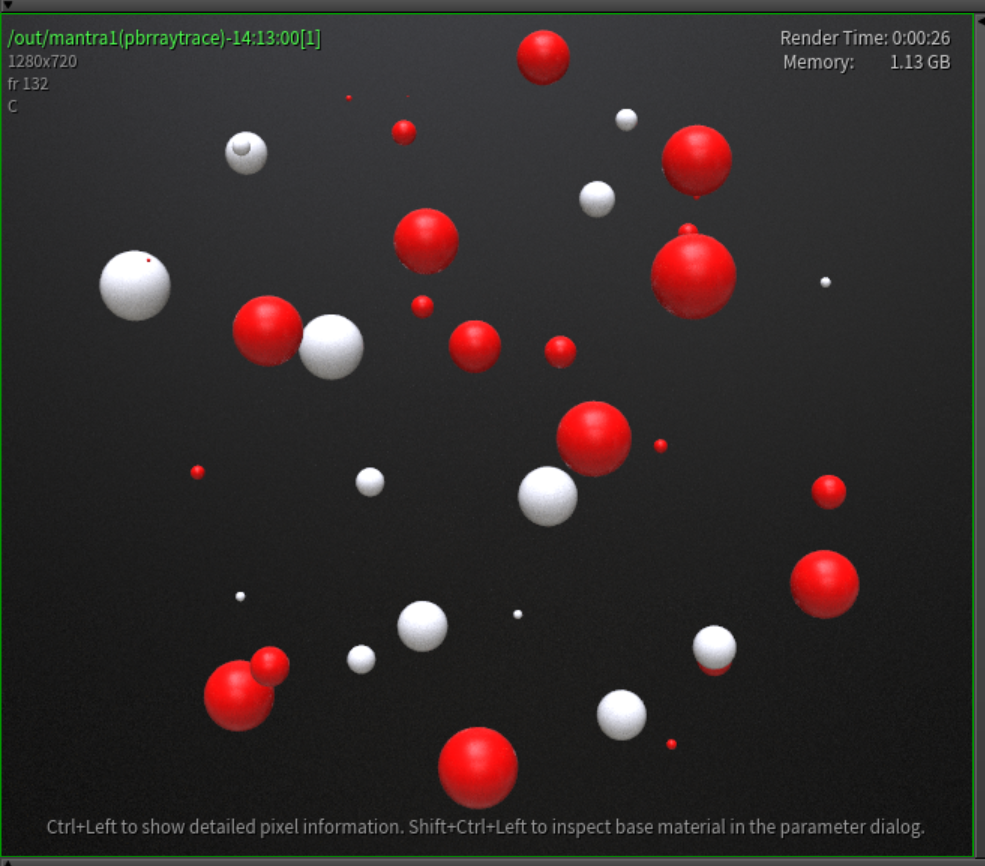 /out/mantra1(pbrraytrace)-14:13:00[1]
Render Time: 0:00:26
1280x720
Memory: 1.13 GB
fr 132
C
Ctrl+Left to show detailed pixel information. Shift+Ctrl+Left to inspect base material in the parameter dialog.